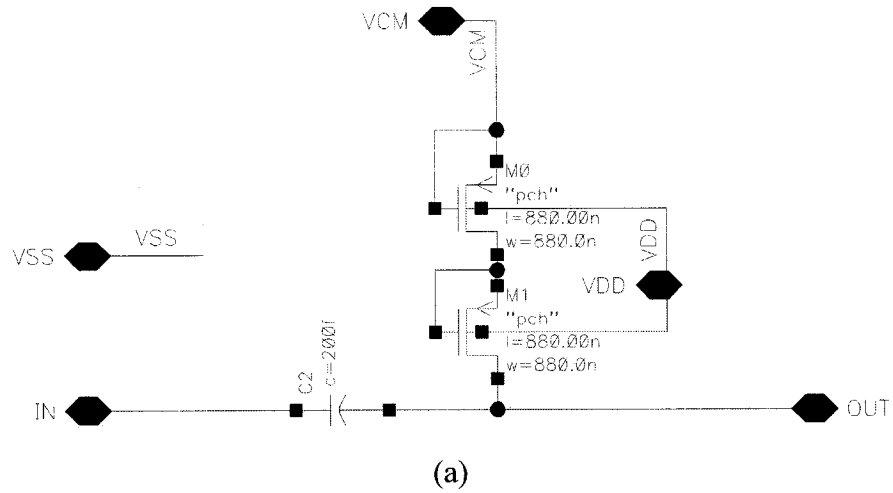 VCM
VCM
M0
"pch"
l=880.00n
w=880.0n
VDD
VSS
VSS
VDD
M1
"pch"
l=880.00n
w=880.0n
C2
c=200f
IN
OUT
(a)